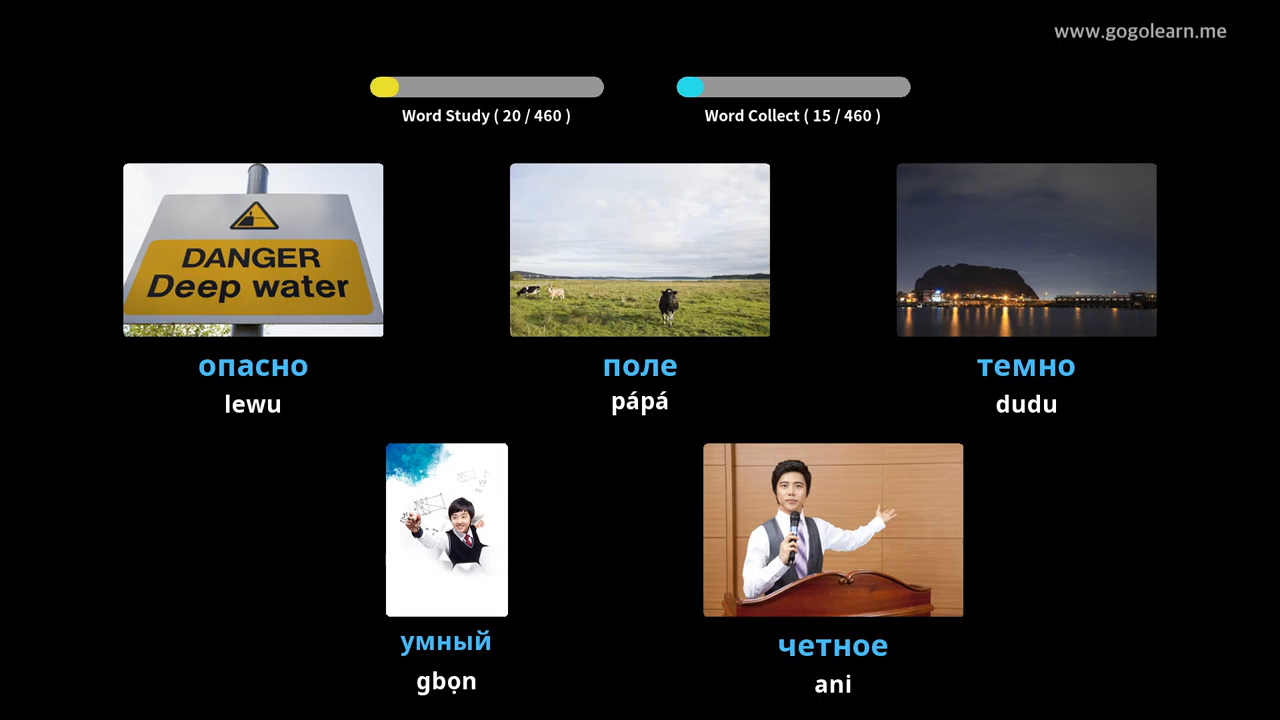 www.gogolearn.me
Word Study ( 20 / 460 )
Word Collect ( 15 / 460 )
DANGER
Deep water
опасно
lewu
поле
pápá
темно
dudu
умный
gbọn
четное
ani